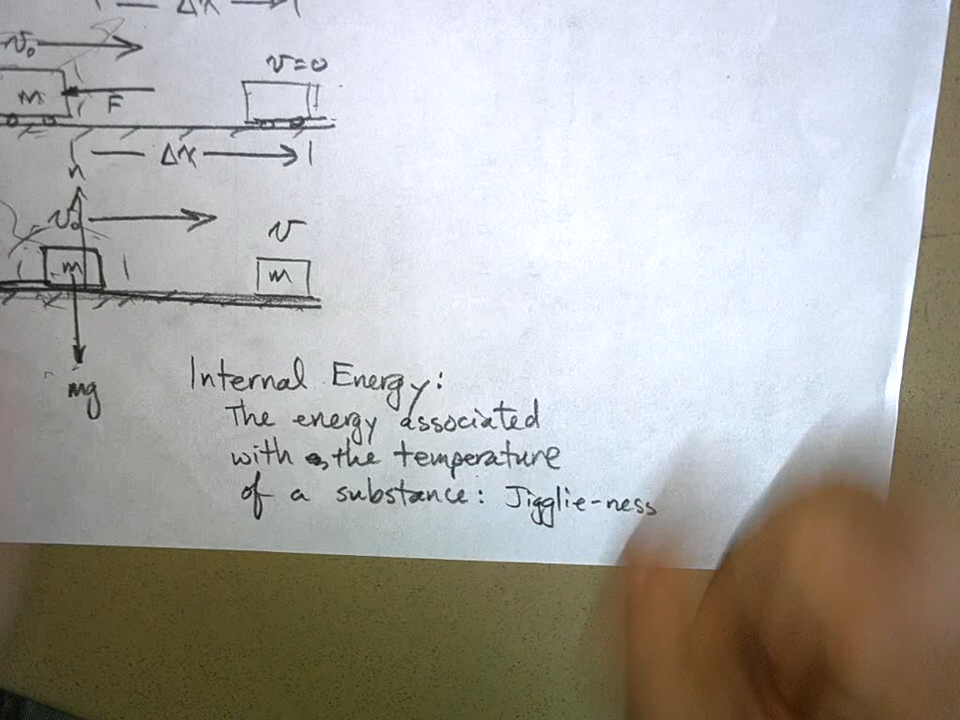 Δx
v₀
v=0
m
F
Δx
n
v₀
v
m
m
mg
Internal Energy:
The energy associated
with the temperature
of a substance: Jigglie-ness